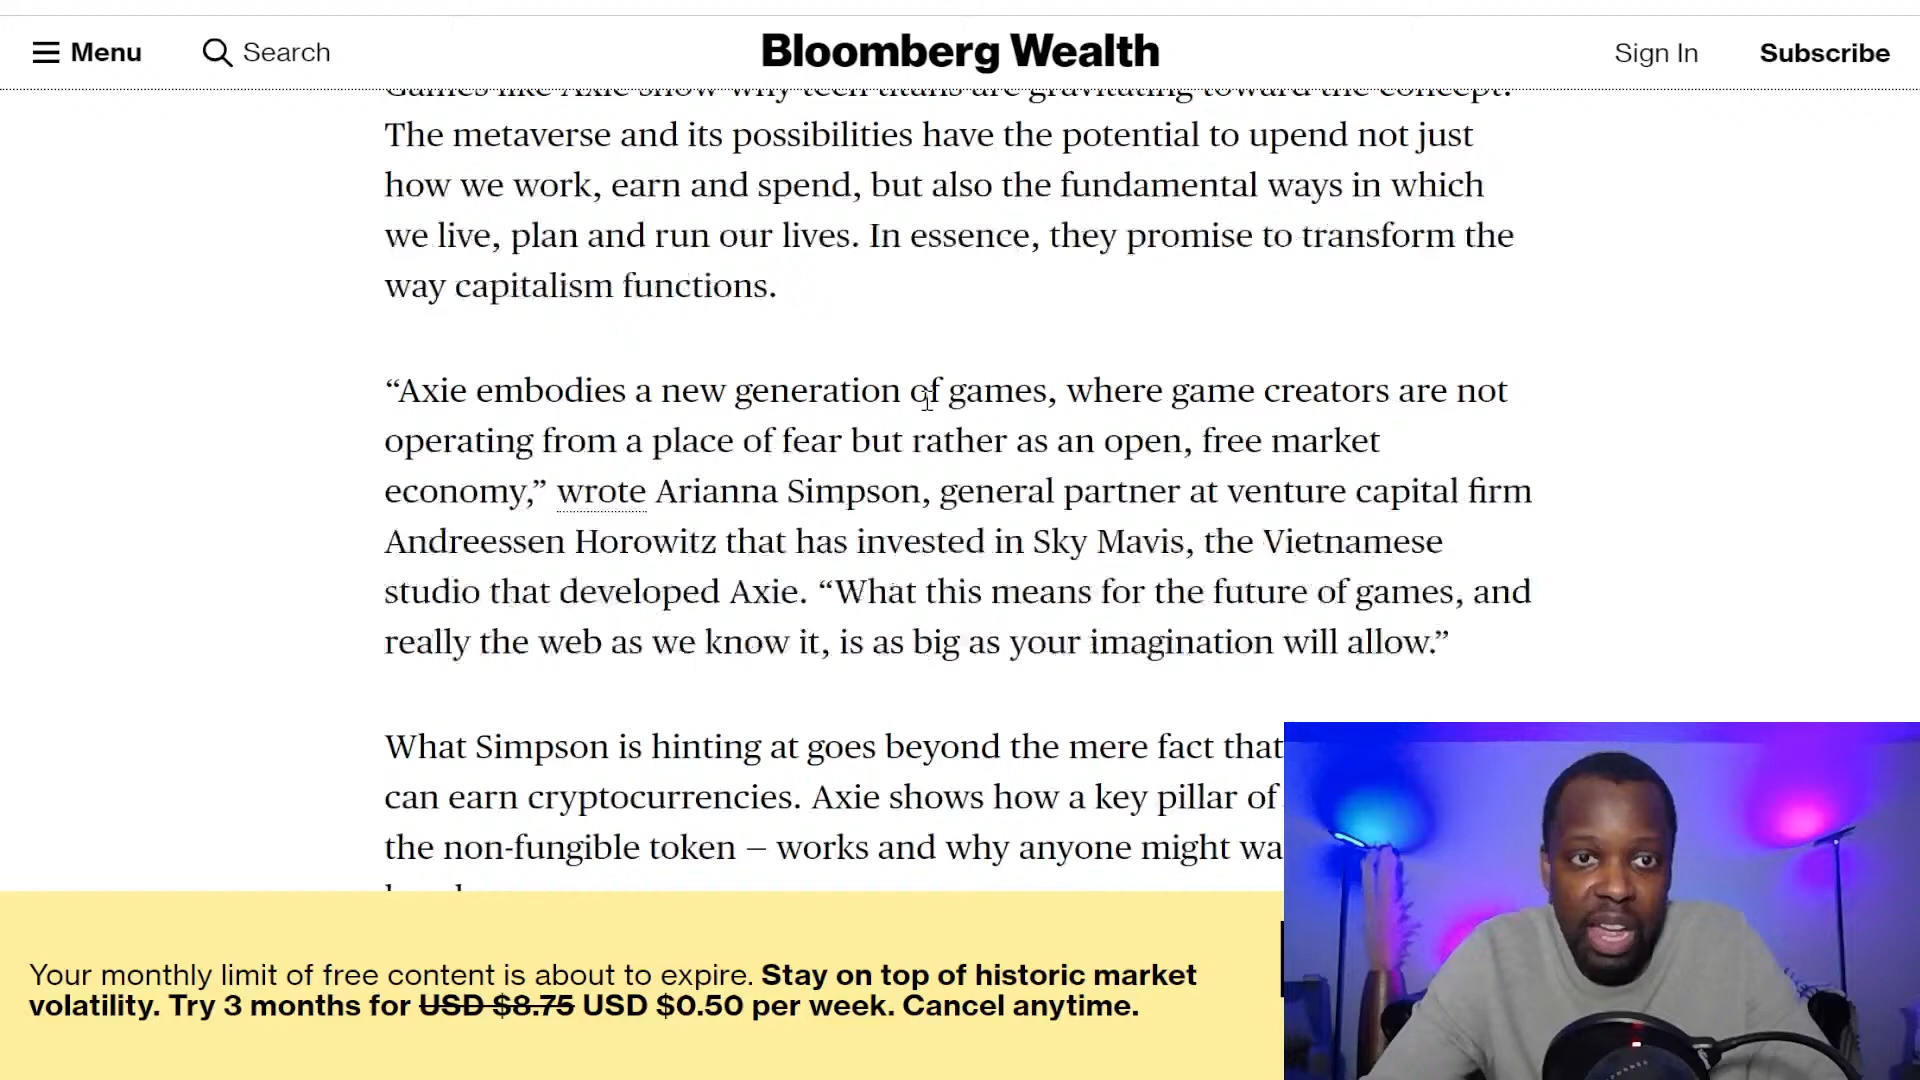 Menu
Search
Bloomberg Wealth
Sign In
Subscribe
Games like Axie show why tech titans are gravitating toward the concept.
The metaverse and its possibilities have the potential to upend not just
how we work, earn and spend, but also the fundamental ways in which
we live, plan and run our lives. In essence, they promise to transform the
way capitalism functions.
“Axie embodies a new generation of games, where game creators are not
operating from a place of fear but rather as an open, free market
economy,” wrote Arianna Simpson, general partner at venture capital firm
Andreessen Horowitz that has invested in Sky Mavis, the Vietnamese
studio that developed Axie. “What this means for the future of games, and
really the web as we know it, is as big as your imagination will allow.”
What Simpson is hinting at goes beyond the mere fact that
can earn cryptocurrencies. Axie shows how a key pillar of
the non-fungible token — works and why anyone might wa
Your monthly limit of free content is about to expire. Stay on top of historic market
volatility. Try 3 months for USD $8.75 USD $0.50 per week. Cancel anytime.